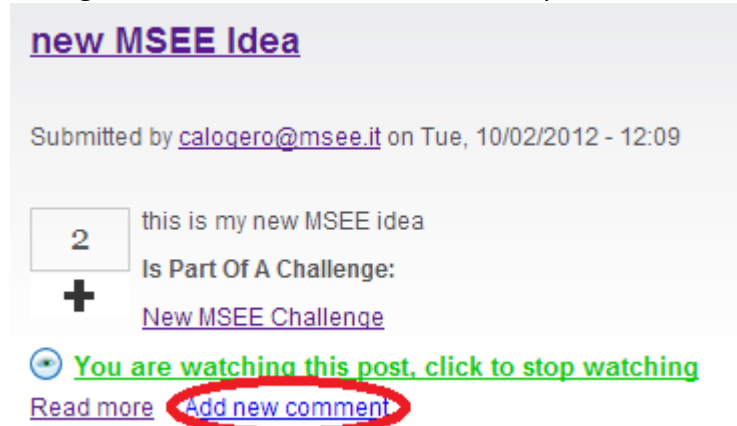 new MSEE Idea
Submitted by calogero@msee.it on Tue, 10/02/2012 - 12:09
2
this is my new MSEE idea
Is Part Of A Challenge:
New MSEE Challenge
You are watching this post, click to stop watching
Read more Add new comment